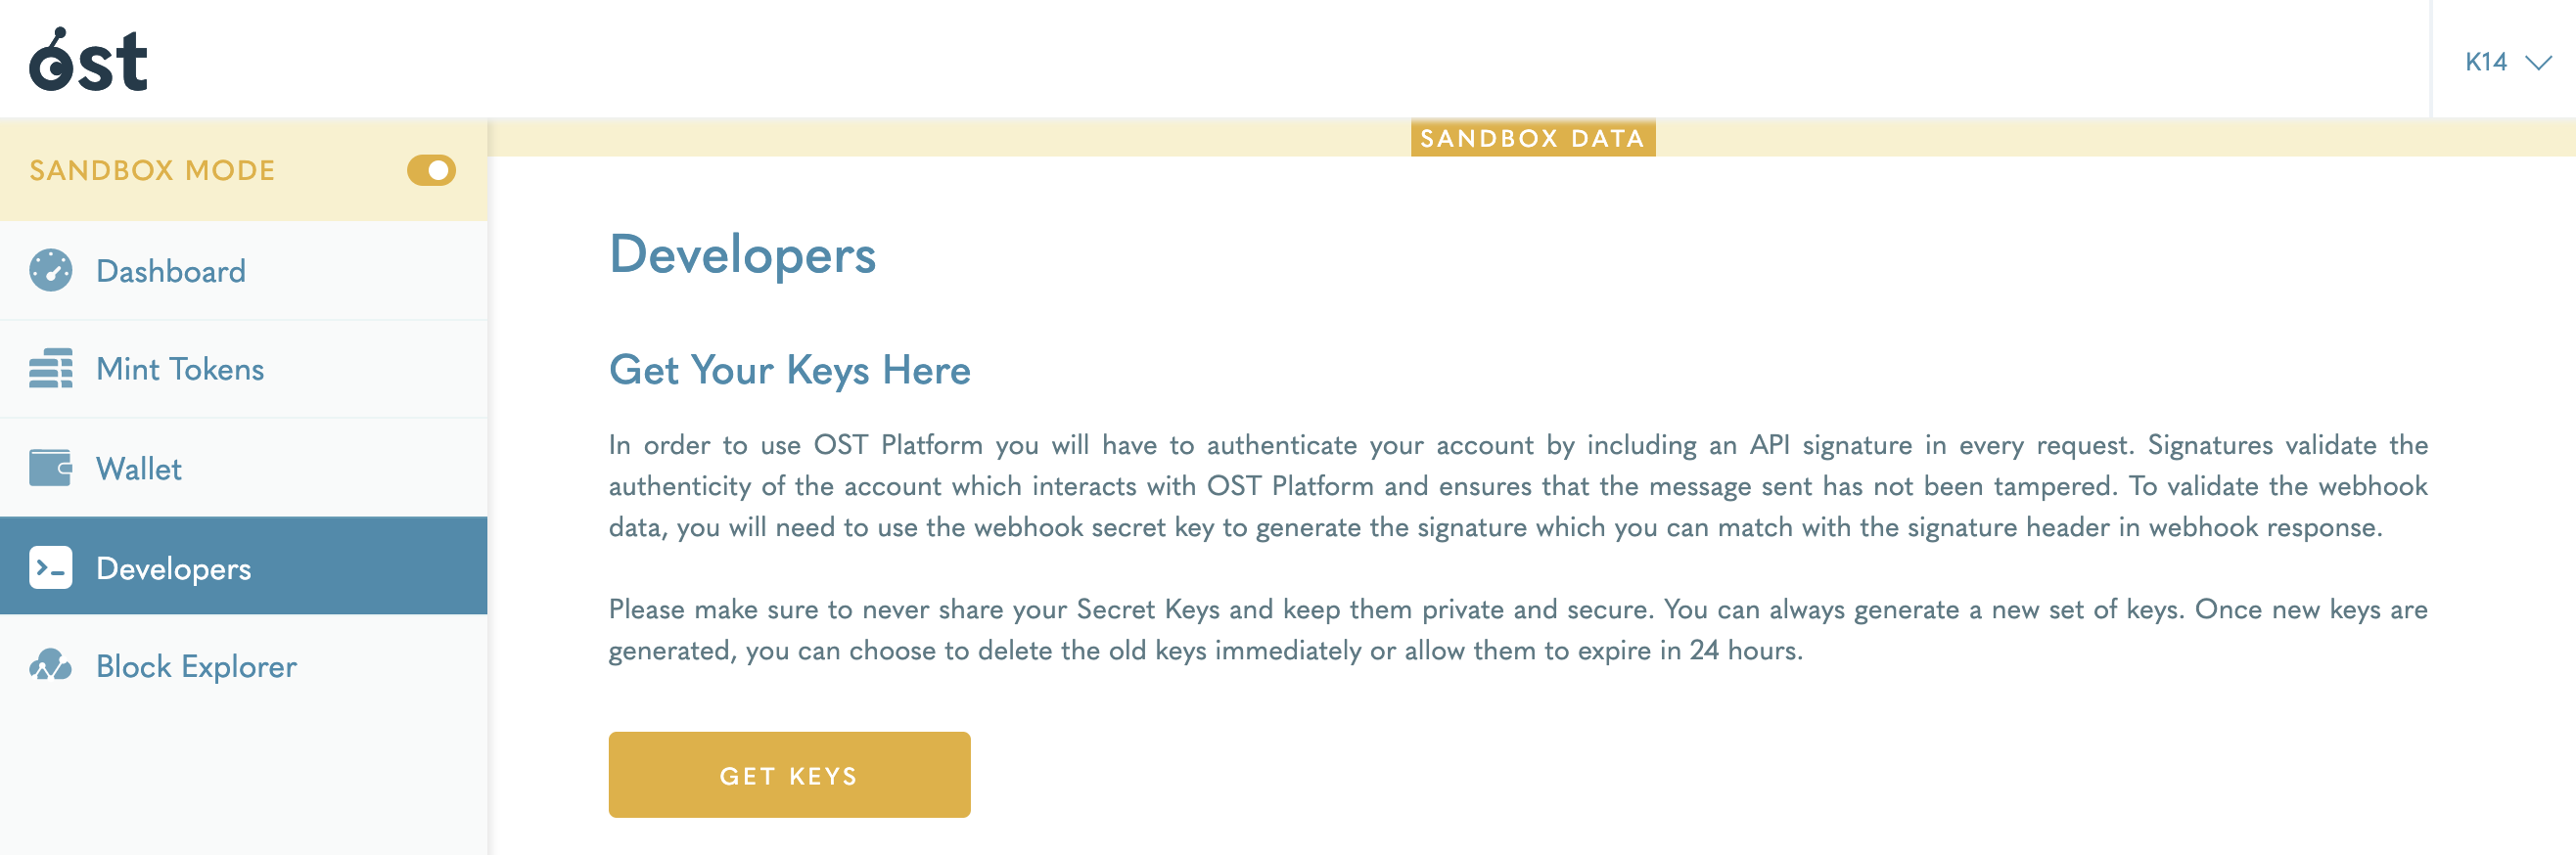 ost
K14
SANDBOX DATA
SANDBOX MODE
Dashboard
Mint Tokens
Wallet
Developers
Block Explorer
Developers
Get Your Keys Here
In order to use OST Platform you will have to authenticate your account by including an API signature in every request. Signatures validate the
authenticity of the account which interacts with OST Platform and ensures that the message sent has not been tampered. To validate the webhook
data, you will need to use the webhook secret key to generate the signature which you can match with the signature header in webhook response.
Please make sure to never share your Secret Keys and keep them private and secure. You can always generate a new set of keys. Once new keys are
generated, you can choose to delete the old keys immediately or allow them to expire in 24 hours.
GET KEYS